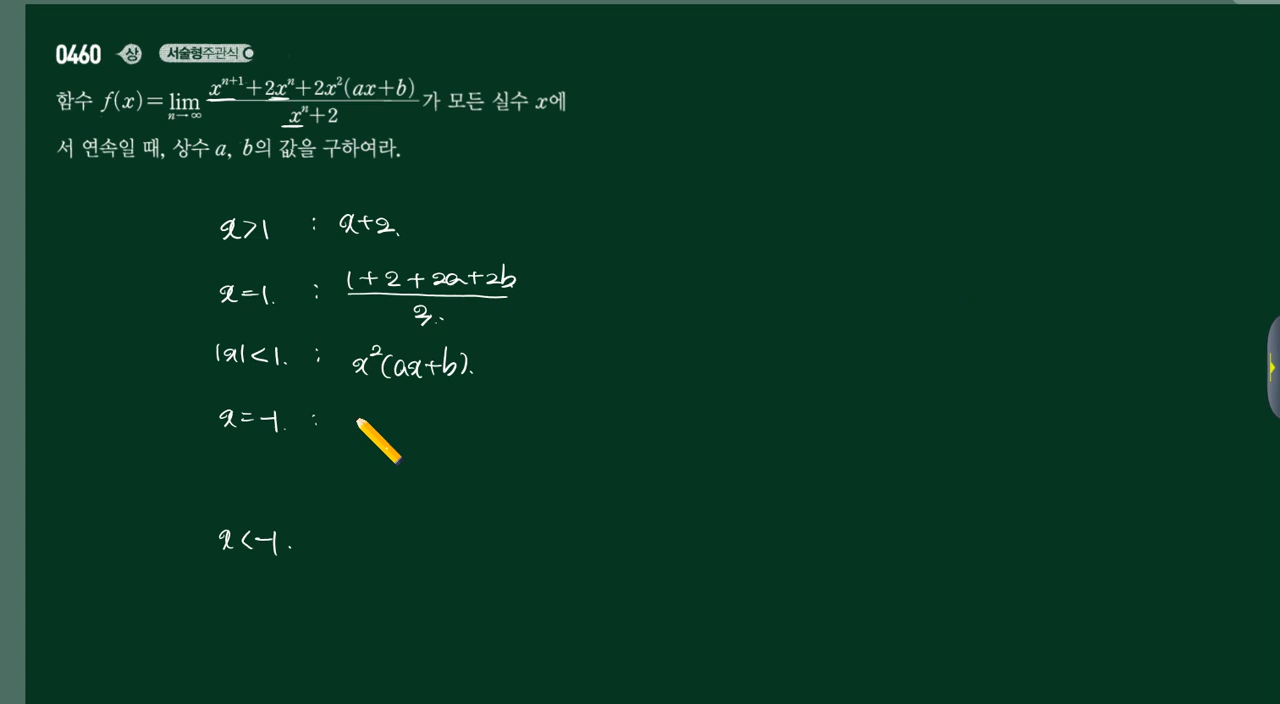 0460 상 서술형주관식
함수 f(x)=lim_{n→∞} \frac{x^{n+1}+2x^n+2x^2(ax+b)}{x^n+2}가 모든 실수 x에
서 연속일 때, 상수 a, b의 값을 구하여라.
x>1 : x+2.
x=1. : \frac{1+2+2a+2b}{3.}
|x|<1. : x^2(ax+b).
x=-1. :
x<-1.